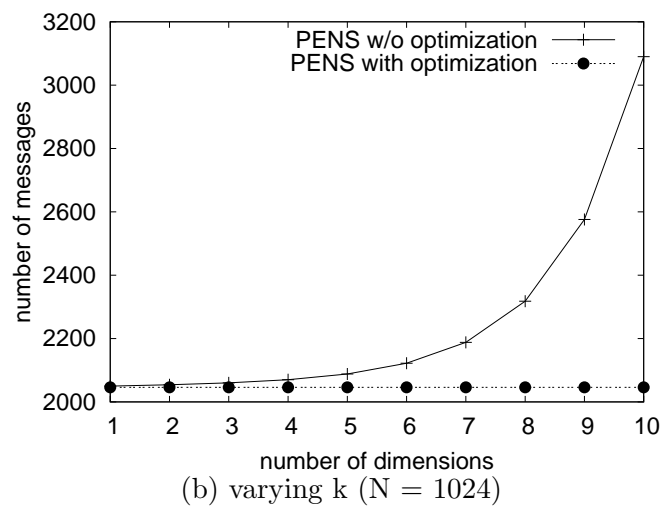 3200
3000
2800
2600
2400
2200
2000
number of messages
PENS w/o optimization
PENS with optimization
1 2 3 4 5 6 7 8 9 10
number of dimensions
(b) varying k (N = 1024)